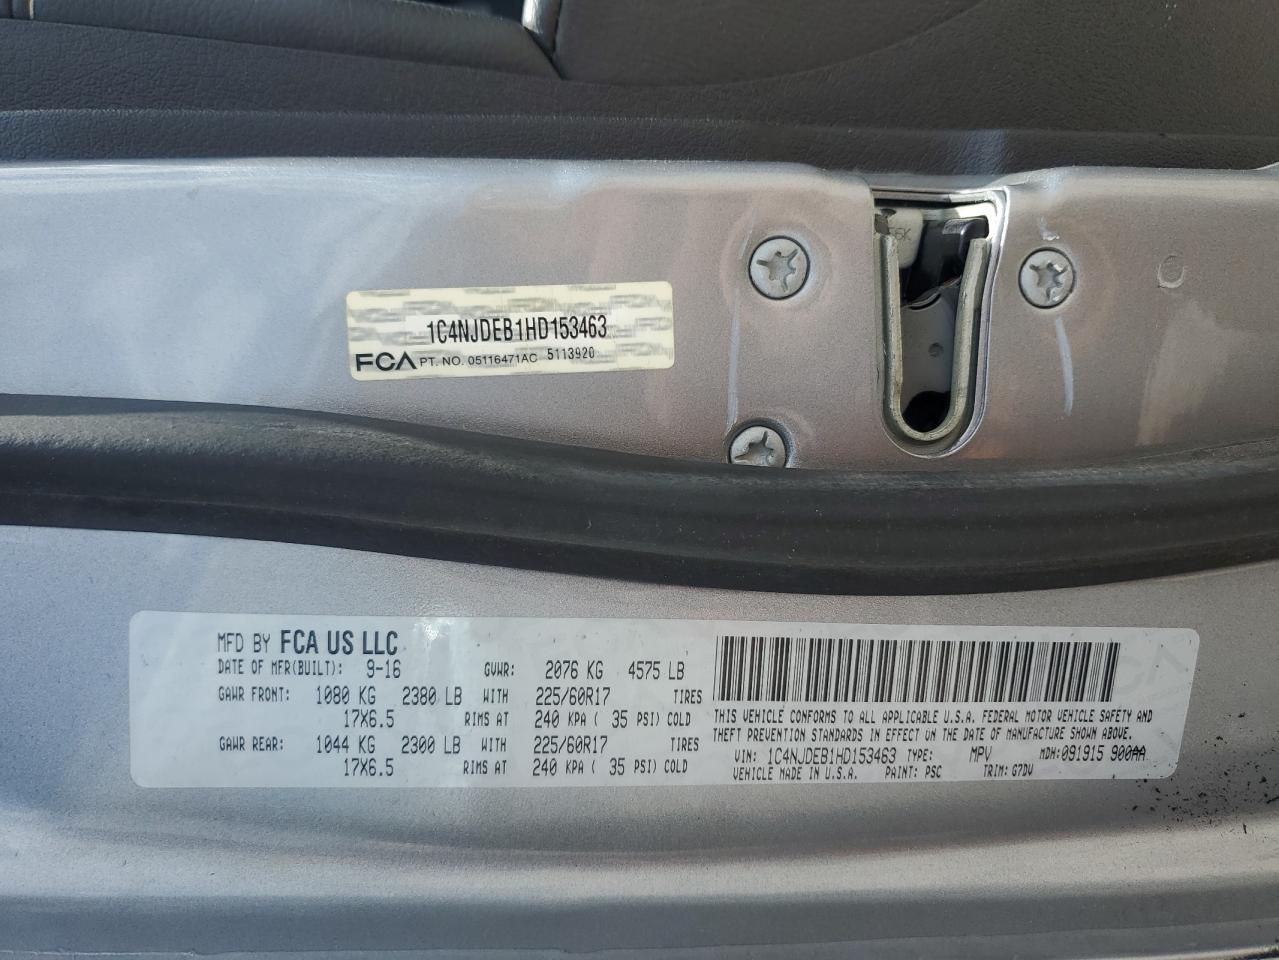 F6K
1C4NJDEB1HD153463
FCA PT. NO. 05116471AC 5113920
MFD BY FCA US LLC
DATE OF MFR(BUILT): 9-16 GVWR: 2076 KG 4575 LB
GAWR FRONT: 1080 KG 2380 LB WITH 225/60R17 TIRES
17X6.5 RIMS AT 240 KPA ( 35 PSI) COLD
GAWR REAR: 1044 KG 2300 LB WITH 225/60R17 TIRES
17X6.5 RIMS AT 240 KPA ( 35 PSI) COLD
THIS VEHICLE CONFORMS TO ALL APPLICABLE U.S.A. FEDERAL MOTOR VEHICLE SAFETY AND
THEFT PREVENTION STANDARDS IN EFFECT ON THE DATE OF MANUFACTURE SHOWN ABOVE.
VIN: 1C4NJDEB1HD153463 TYPE: MPV MDH: 091915 900AA
VEHICLE MADE IN U.S.A. PAINT: PSC TRIM: G7DV